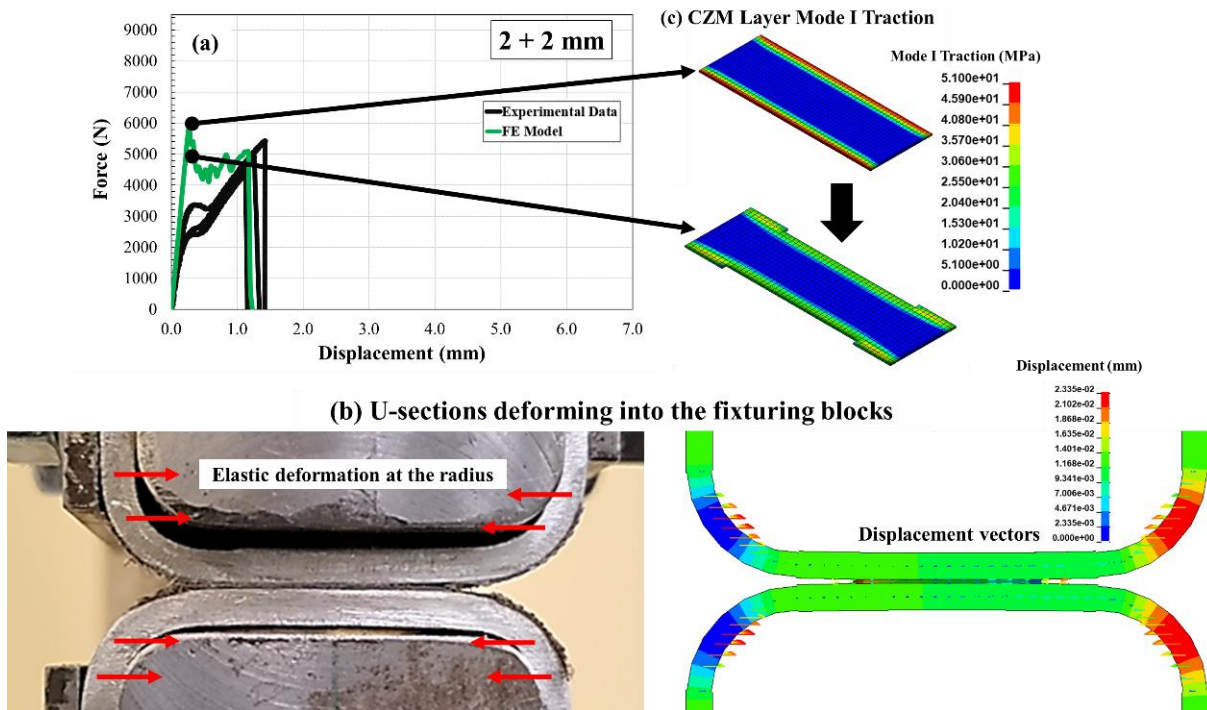 (a)
2 + 2 mm
Experimental Data
FE Model
Force (N)
9000
8000
7000
6000
5000
4000
3000
2000
1000
0
0.0 1.0 2.0 3.0 4.0 5.0 6.0 7.0
Displacement (mm)
(c) CZM Layer Mode I Traction
Mode I Traction (MPa)
5.100e+01
4.590e+01
4.080e+01
3.570e+01
3.060e+01
2.550e+01
2.040e+01
1.530e+01
1.020e+01
5.100e+00
0.000e+00
(b) U-sections deforming into the fixturing blocks
Elastic deformation at the radius
Displacement (mm)
2.335e-02
2.102e-02
1.868e-02
1.635e-02
1.401e-02
1.168e-02
9.341e-03
7.006e-03
4.671e-03
2.335e-03
0.000e+00
Displacement vectors